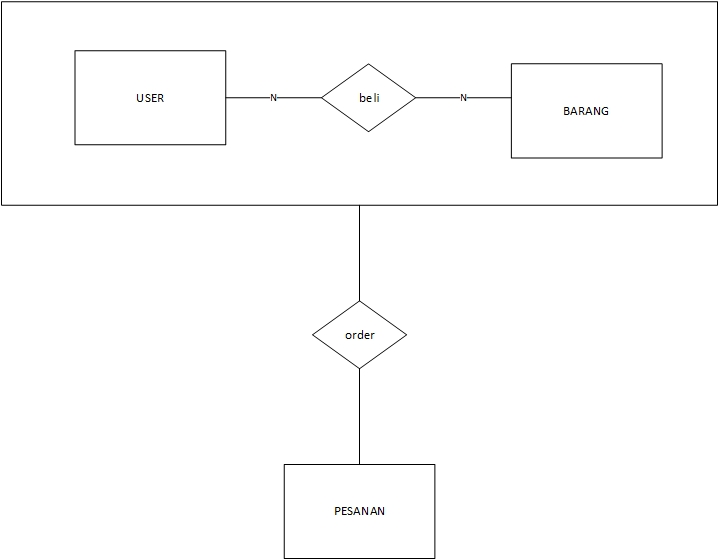 USER
N
beli
N
BARANG
order
PESANAN